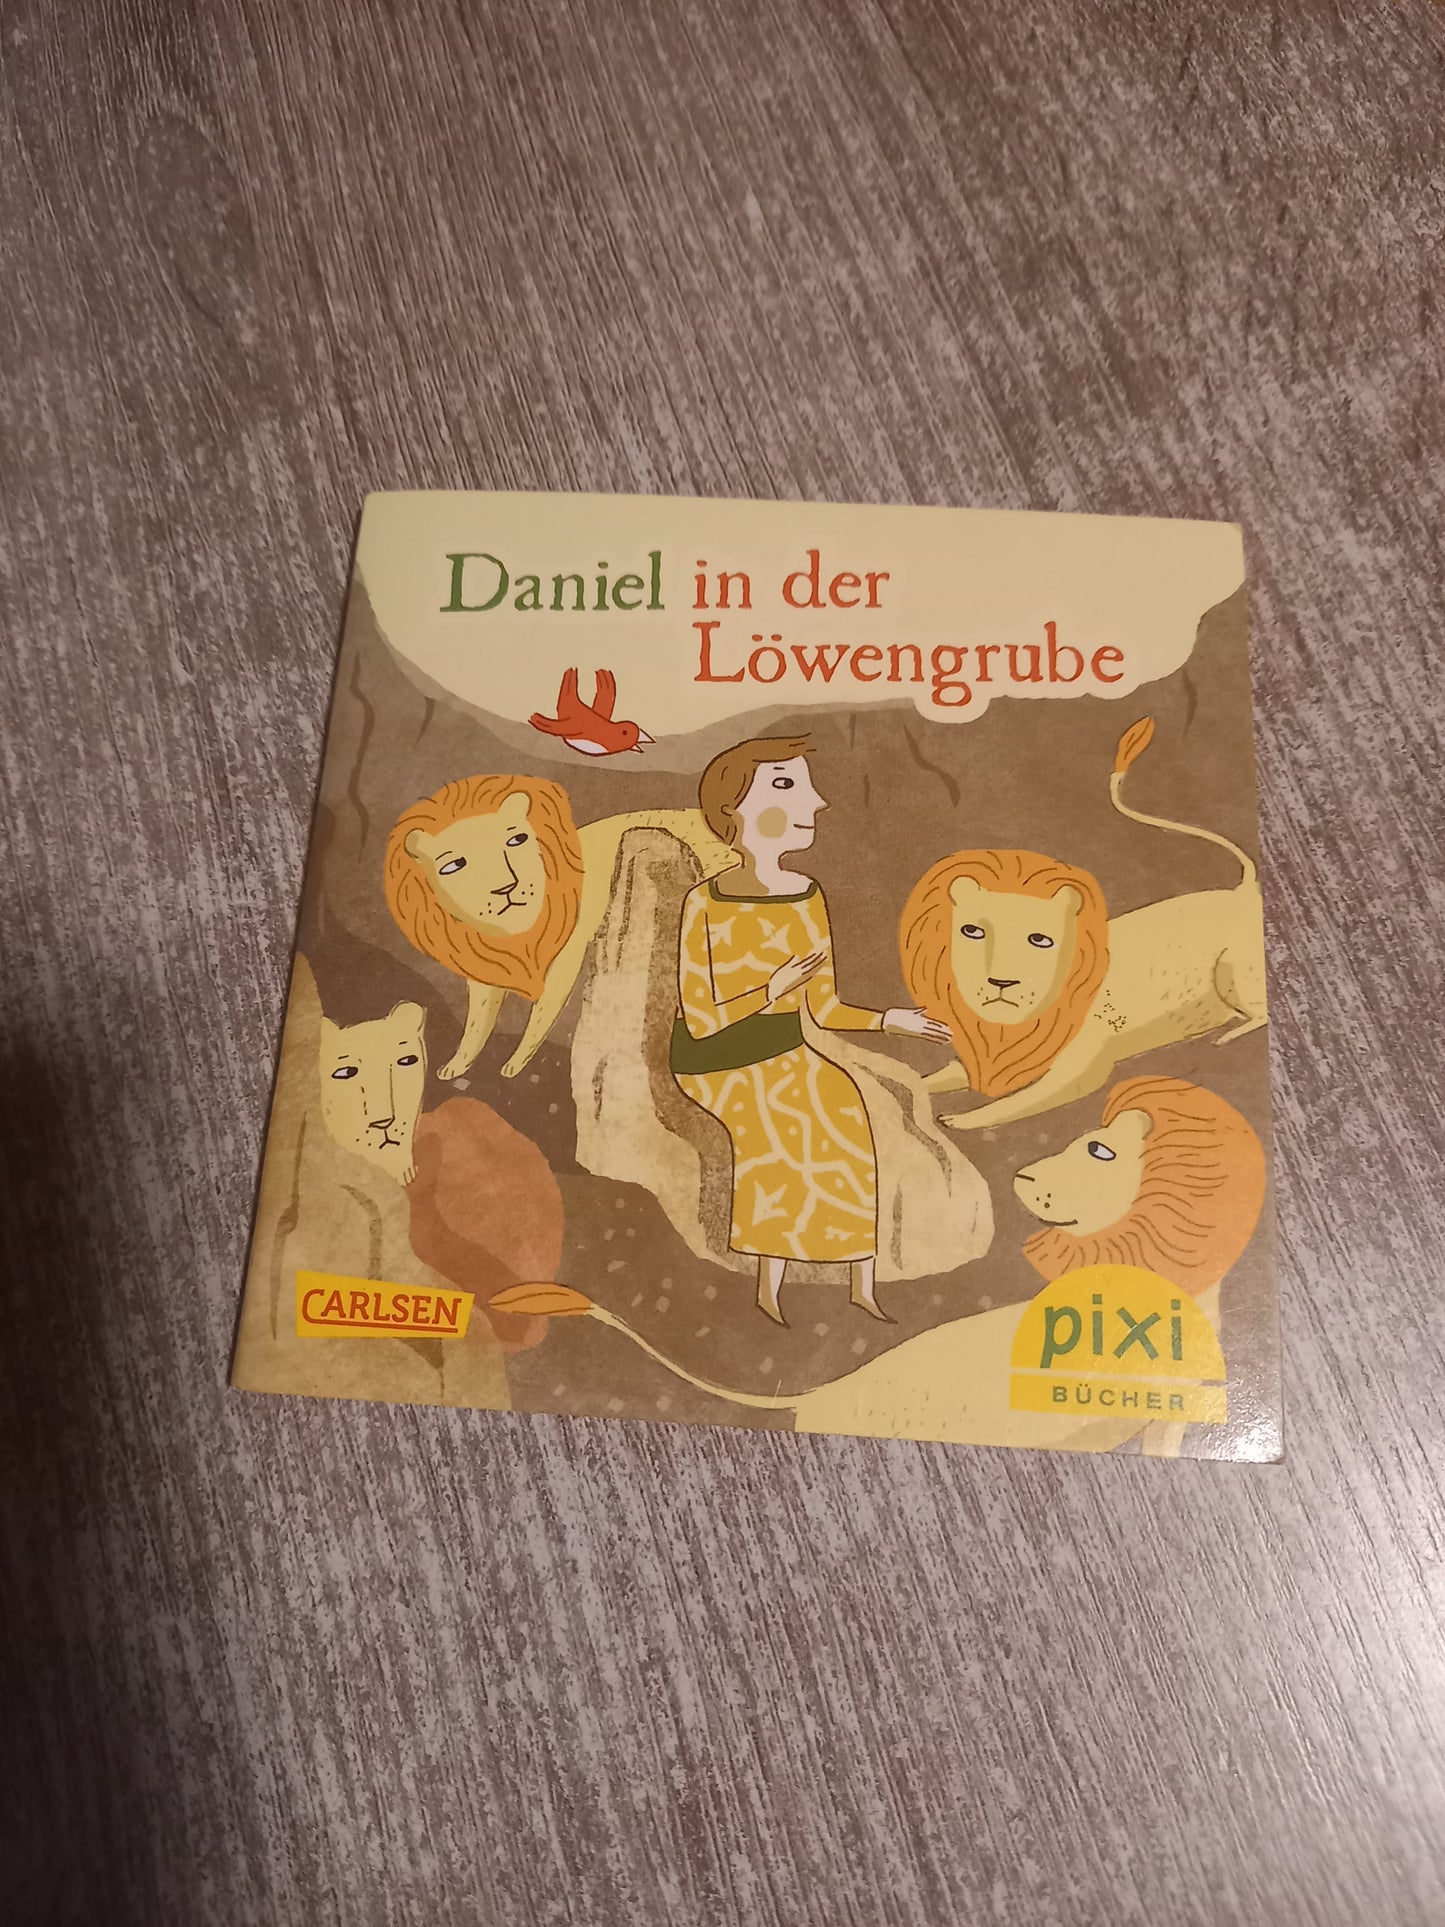 Daniel in der
Löwengrube
CARLSEN
pixi
BÜCHER